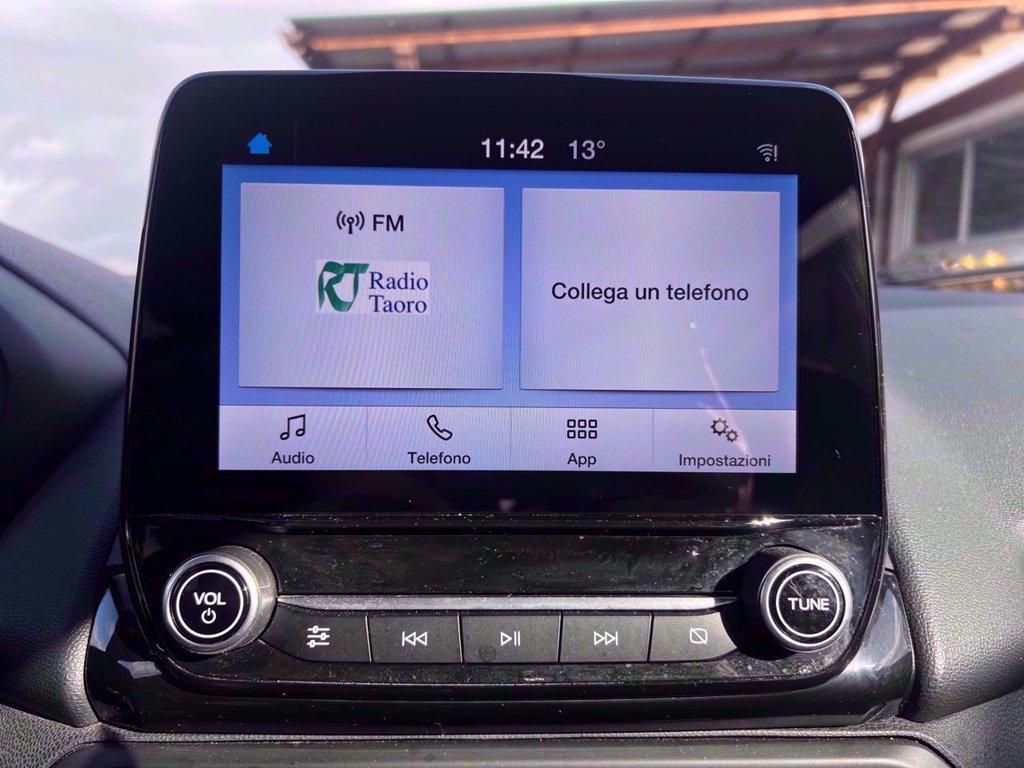 11:42 13°
FM
RT Radio
Taoro
Collega un telefono
Audio Telefono App Impostazioni
VOL
TUNE